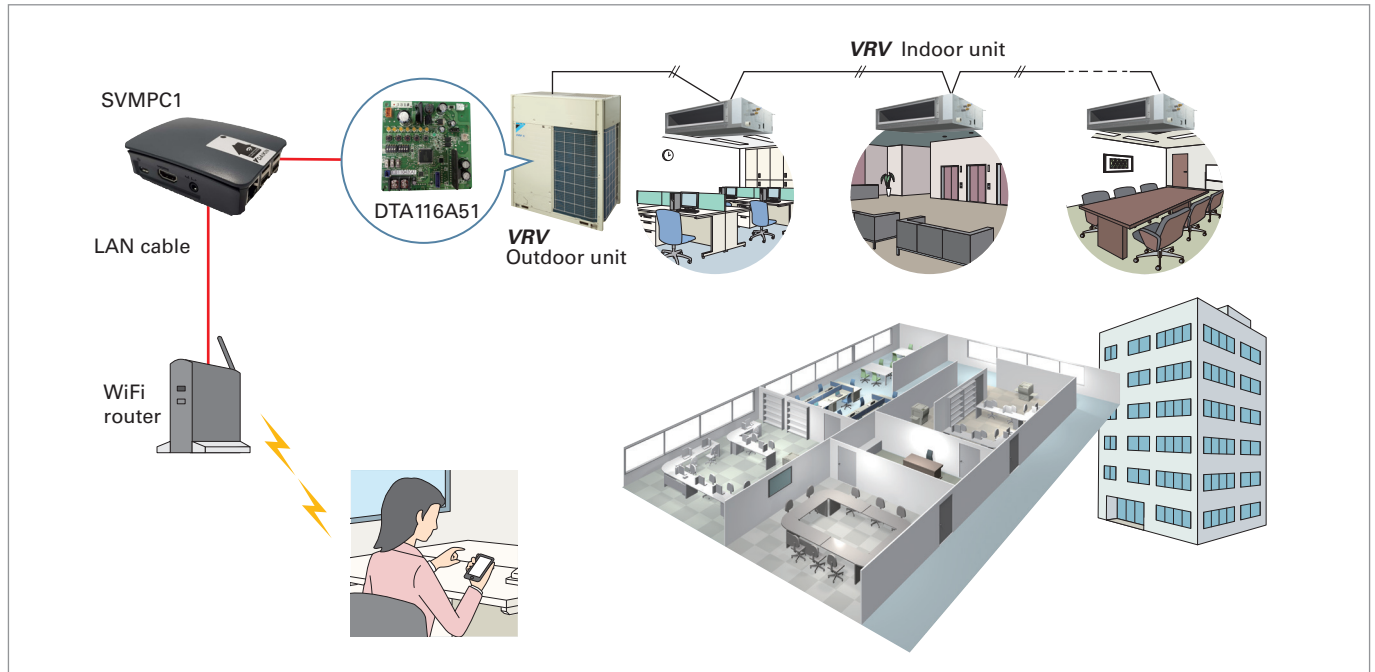 VRV Indoor unit
SVMPC1
DTA116A51
VRV
Outdoor unit
LAN cable
WiFi
router